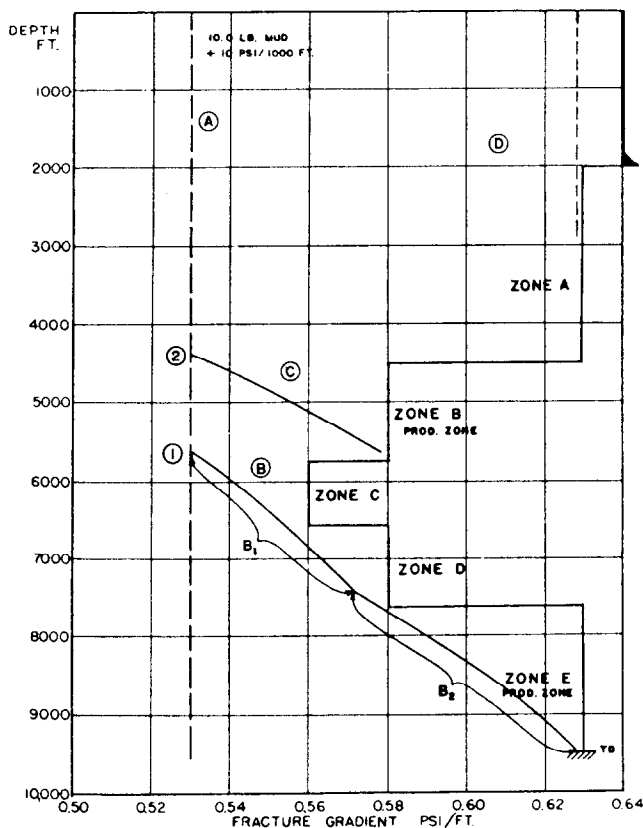 DEPTH
FT.
10.0 LB. MUD
+ 10 PSI/1000 FT.
1000
A
D
2000
3000
ZONE A
4000
2
C
5000
ZONE B
PROD. ZONE
1
B
6000
ZONE C
B1
7000
ZONE D
8000
ZONE E
PROD. ZONE
B2
9000
TD
10,000
0.50
0.52
0.54
0.56
0.58
0.60
0.62
0.64
FRACTURE GRADIENT PSI/FT.